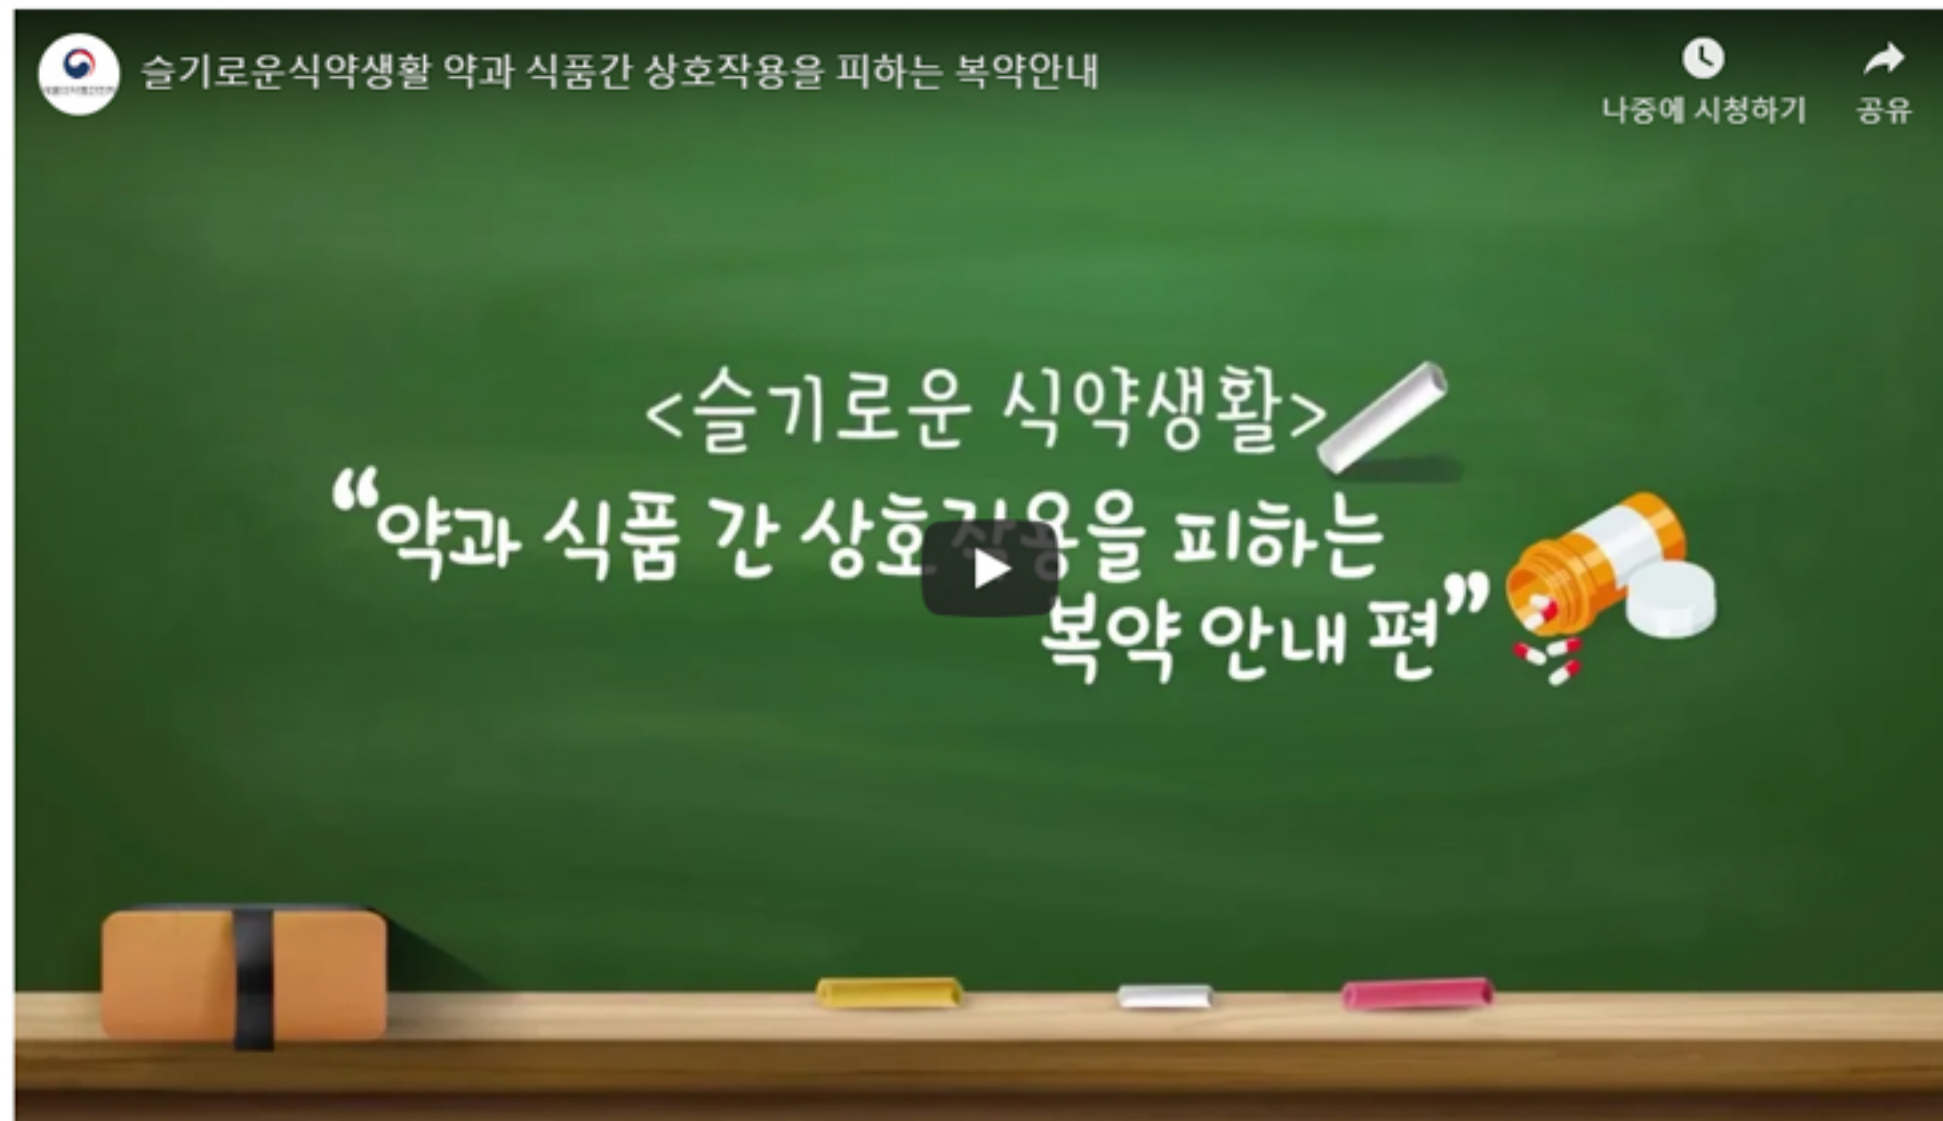 슬기로운식약생활 약과 식품간 상호작용을 피하는 복약안내
나중에 시청하기
공유
<슬기로운 식약생활>
“약과 식품 간 상호작용을 피하는
복약 안내 편”